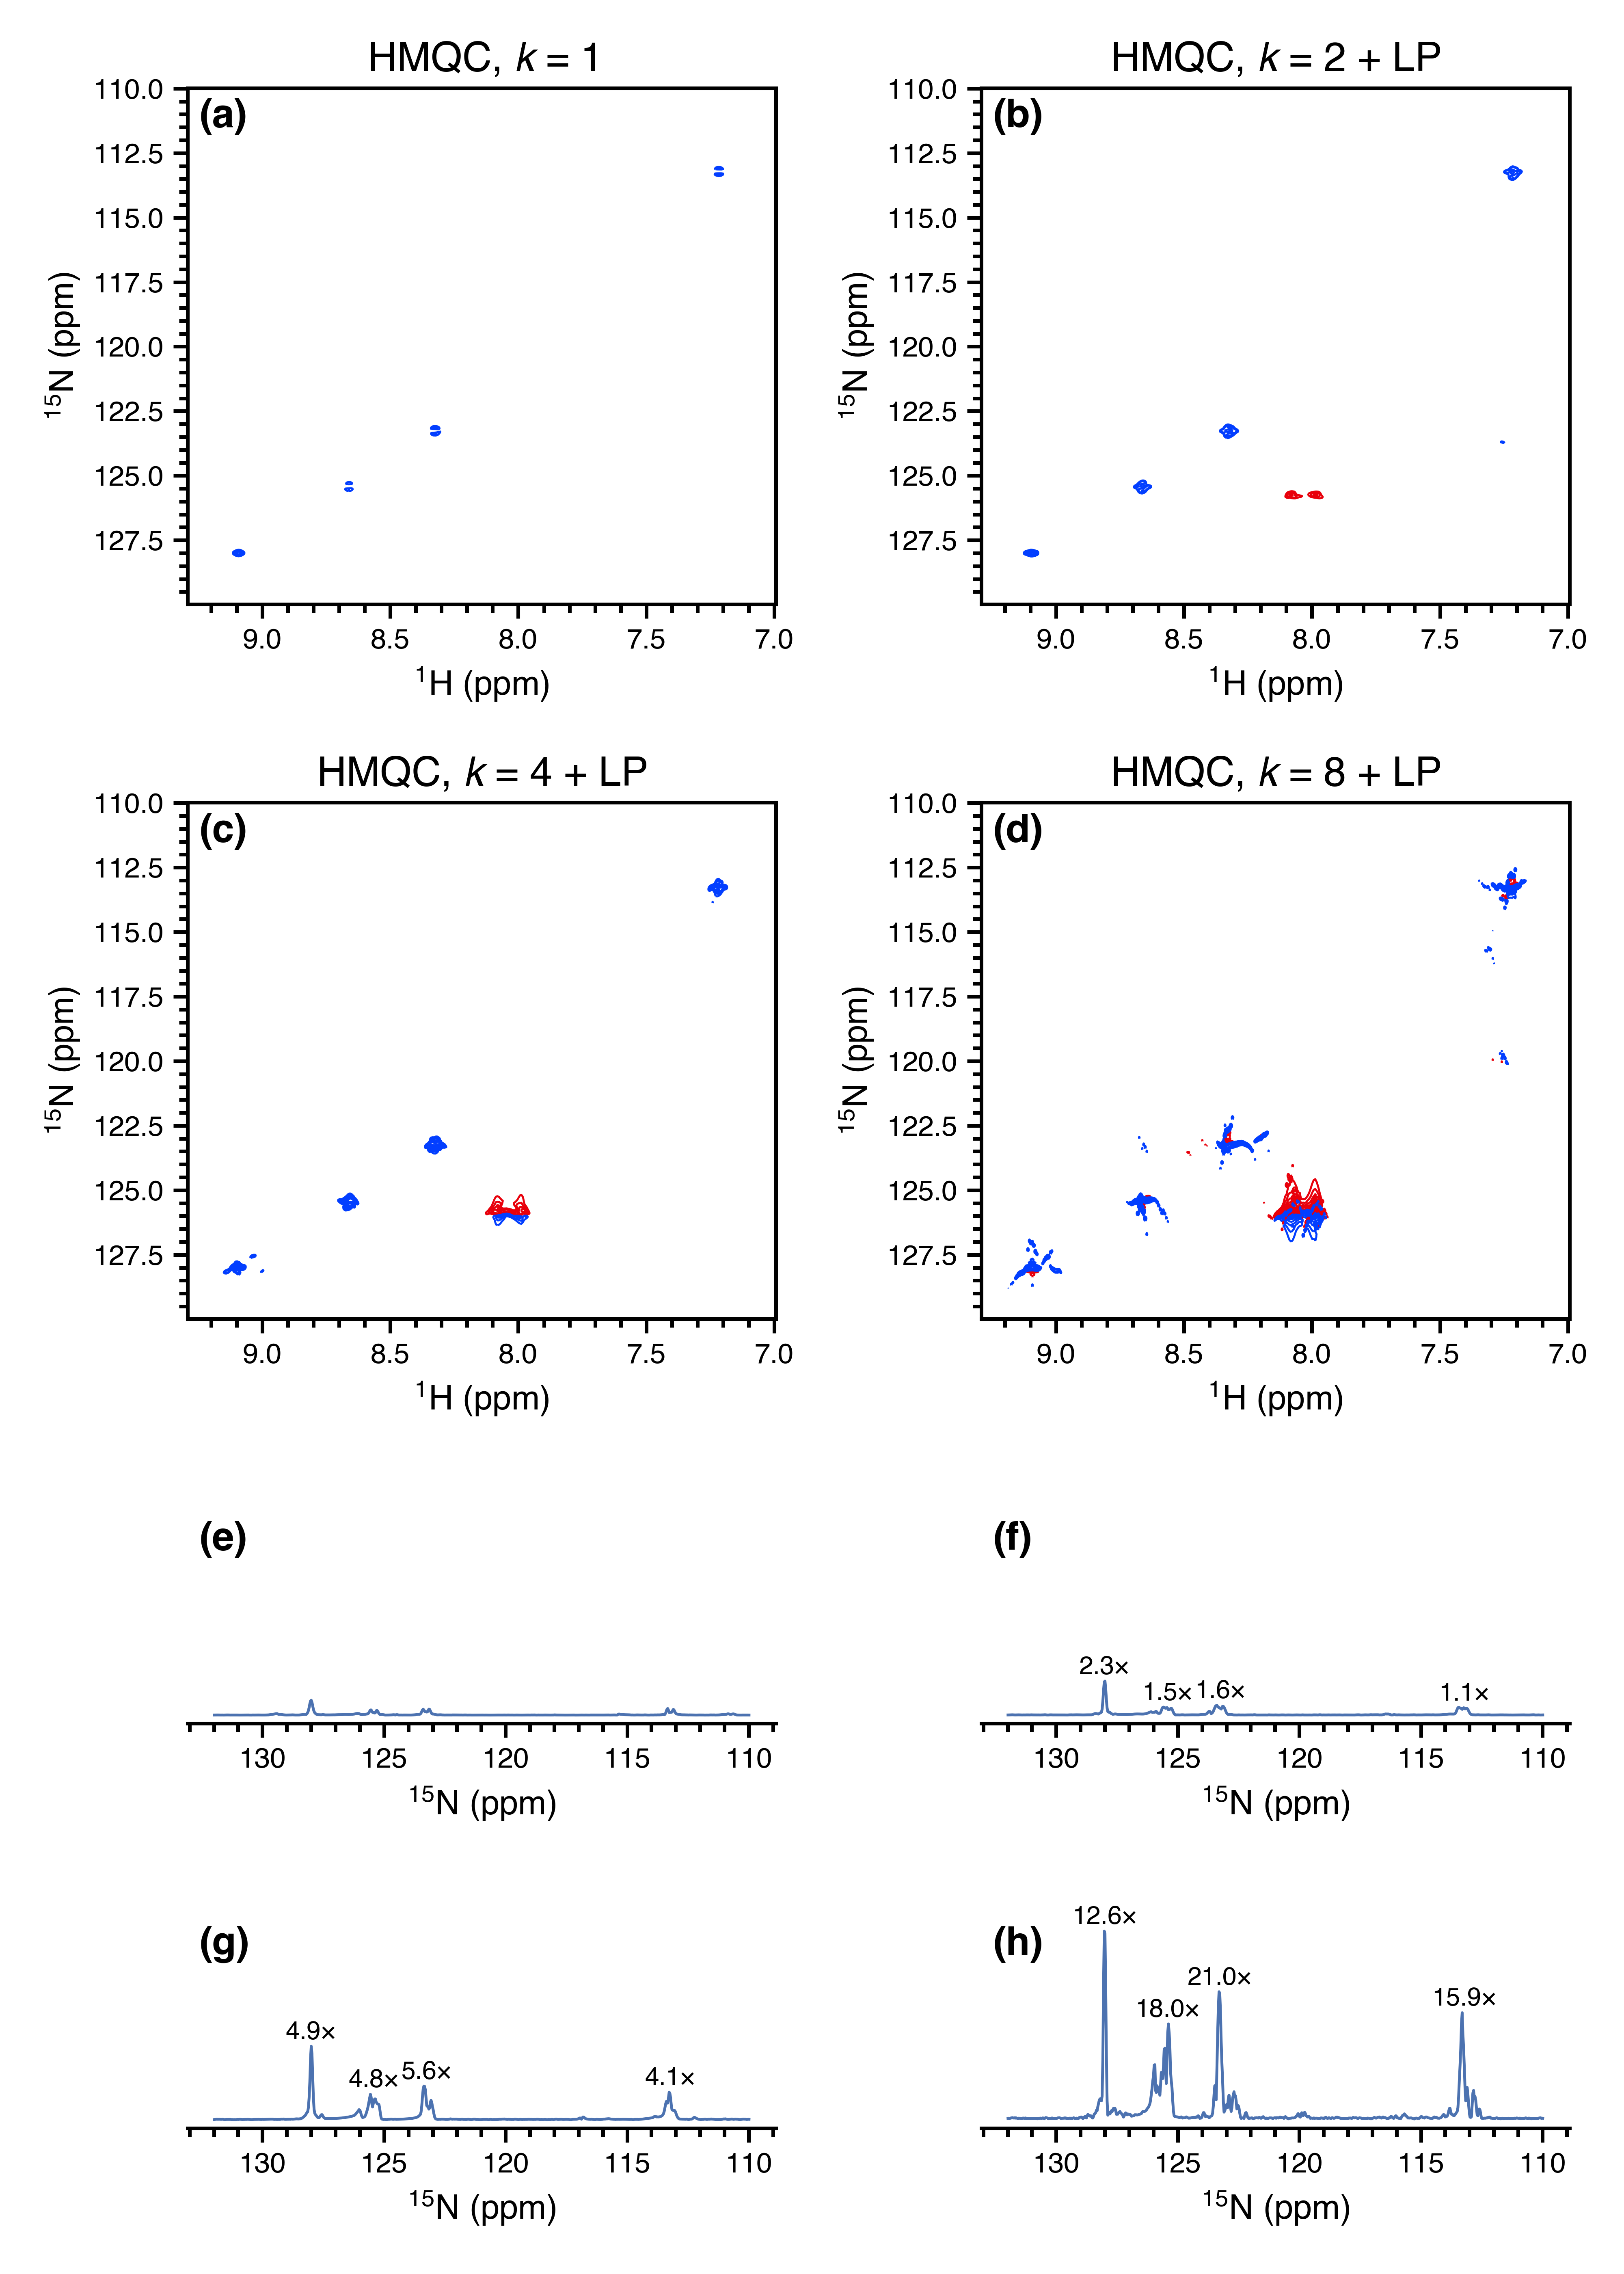 HMQC, k = 1
(a)
110.0
112.5
115.0
117.5
120.0
122.5
125.0
127.5
¹⁵N (ppm)
9.0 8.5 8.0 7.5 7.0
¹H (ppm)
HMQC, k = 2 + LP
(b)
110.0
112.5
115.0
117.5
120.0
122.5
125.0
127.5
¹⁵N (ppm)
9.0 8.5 8.0 7.5 7.0
¹H (ppm)
HMQC, k = 4 + LP
(c)
110.0
112.5
115.0
117.5
120.0
122.5
125.0
127.5
¹⁵N (ppm)
9.0 8.5 8.0 7.5 7.0
¹H (ppm)
HMQC, k = 8 + LP
(d)
110.0
112.5
115.0
117.5
120.0
122.5
125.0
127.5
¹⁵N (ppm)
9.0 8.5 8.0 7.5 7.0
¹H (ppm)
(e)
130 125 120 115 110
¹⁵N (ppm)
(f)
2.3×
1.5× 1.6× 1.1×
130 125 120 115 110
¹⁵N (ppm)
(g)
4.9×
4.8× 5.6× 4.1×
130 125 120 115 110
¹⁵N (ppm)
(h)
12.6×
21.0×
18.0× 15.9×
130 125 120 115 110
¹⁵N (ppm)